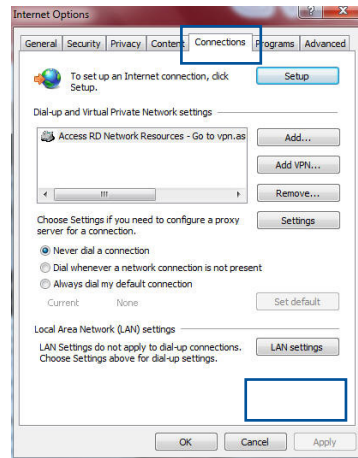 Internet Options
General Security Privacy Content Connections Programs Advanced
To set up an Internet connection, click
Setup.
Setup
Dial-up and Virtual Private Network settings
Access RD Network Resources - Go to vpn.as
Add...
Add VPN...
Remove...
Choose Settings if you need to configure a proxy
server for a connection.
Settings
Never dial a connection
Dial whenever a network connection is not present
Always dial my default connection
Current None
Set default
Local Area Network (LAN) settings
LAN Settings do not apply to dial-up connections.
Choose Settings above for dial-up settings.
LAN settings
OK Cancel Apply